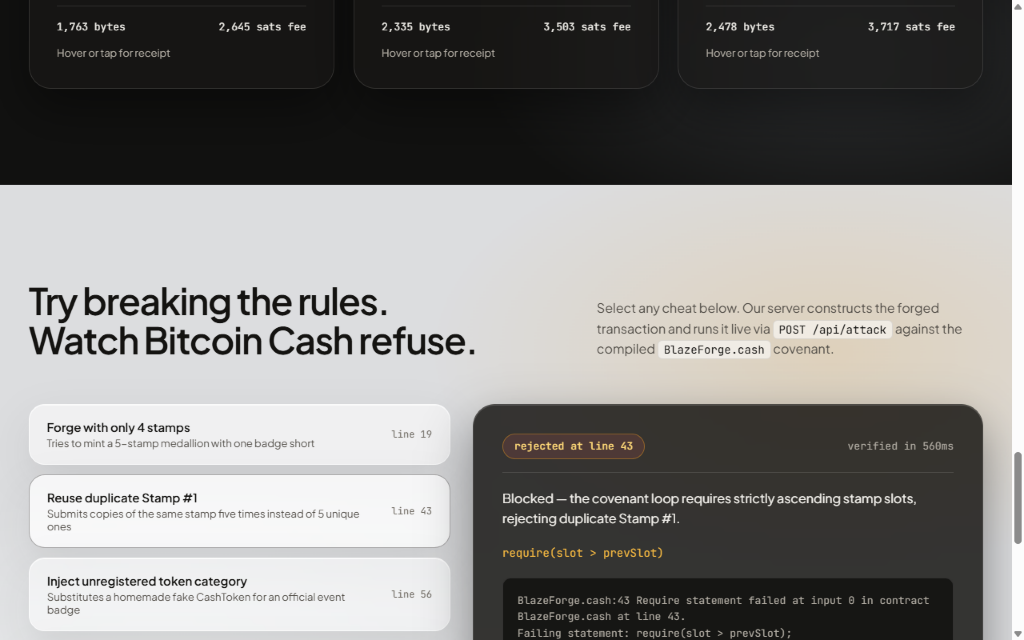 1,763 bytes 2,645 sats fee
Hover or tap for receipt
2,335 bytes 3,503 sats fee
Hover or tap for receipt
2,478 bytes 3,717 sats fee
Hover or tap for receipt
Try breaking the rules.
Watch Bitcoin Cash refuse.
Select any cheat below. Our server constructs the forged
transaction and runs it live via POST /api/attack against the
compiled BlazeForge.cash covenant.
Forge with only 4 stamps
Tries to mint a 5-stamp medallion with one badge short
line 19
Reuse duplicate Stamp #1
Submits copies of the same stamp five times instead of 5 unique
ones
line 43
Inject unregistered token category
Substitutes a homemade fake CashToken for an official event
badge
line 56
rejected at line 43 verified in 560ms
Blocked — the covenant loop requires strictly ascending stamp slots,
rejecting duplicate Stamp #1.
require(slot > prevSlot)
BlazeForge.cash:43 Require statement failed at input 0 in contract
BlazeForge.cash at line 43.
Failing statement: require(slot > prevSlot);